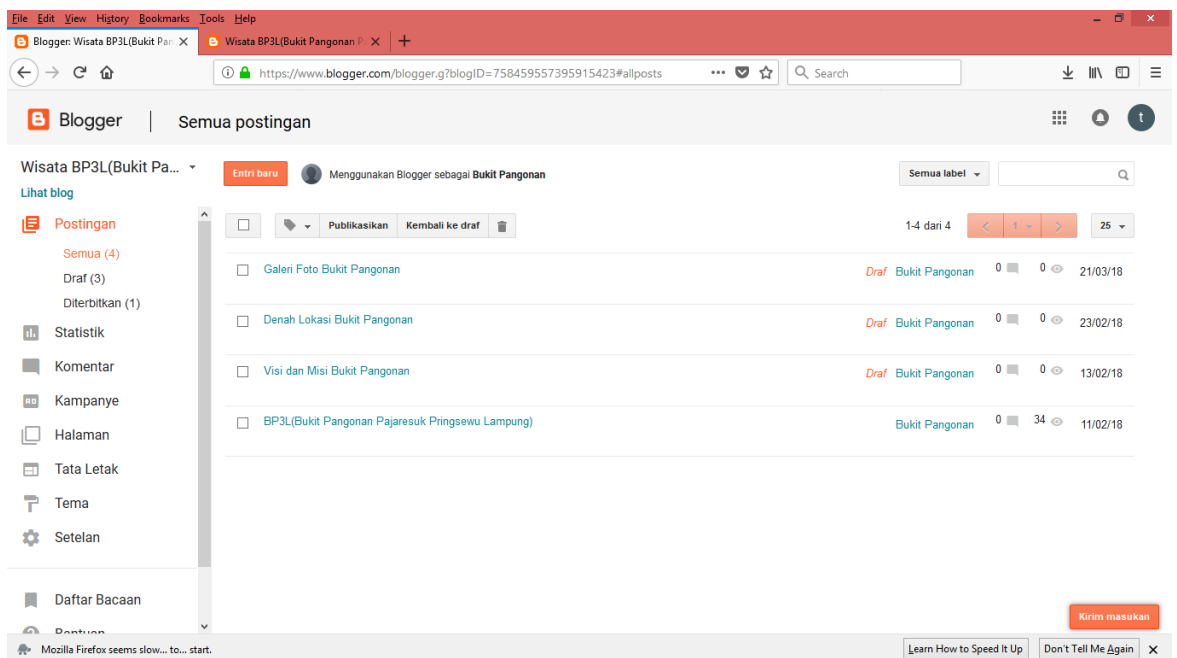 File Edit View History Bookmarks Tools Help
Blogger: Wisata BP3L(Bukit Pan Wisata BP3L(Bukit Pangonan P
https://www.blogger.com/blogger.g?blogID=758459557395915423#allposts Search
Blogger Semua postingan t
Wisata BP3L(Bukit Pa... Entri baru Menggunakan Blogger sebagai Bukit Pangonan Semua label
Lihat blog
Postingan Publikasikan Kembali ke draf 1-4 dari 4 1 25
Semua (4)
Draf (3)
Diterbitkan (1)
Statistik
Komentar
Kampanye
Halaman
Tata Letak
Tema
Setelan
Daftar Bacaan
Bantuan
Galeri Foto Bukit Pangonan Draf Bukit Pangonan 0 0 21/03/18
Denah Lokasi Bukit Pangonan Draf Bukit Pangonan 0 0 23/02/18
Visi dan Misi Bukit Pangonan Draf Bukit Pangonan 0 0 13/02/18
BP3L(Bukit Pangonan Pajaresuk Pringsewu Lampung) Bukit Pangonan 0 34 11/02/18
Kirim masukan
Mozilla Firefox seems slow... to... start. Learn How to Speed It Up Don't Tell Me Again